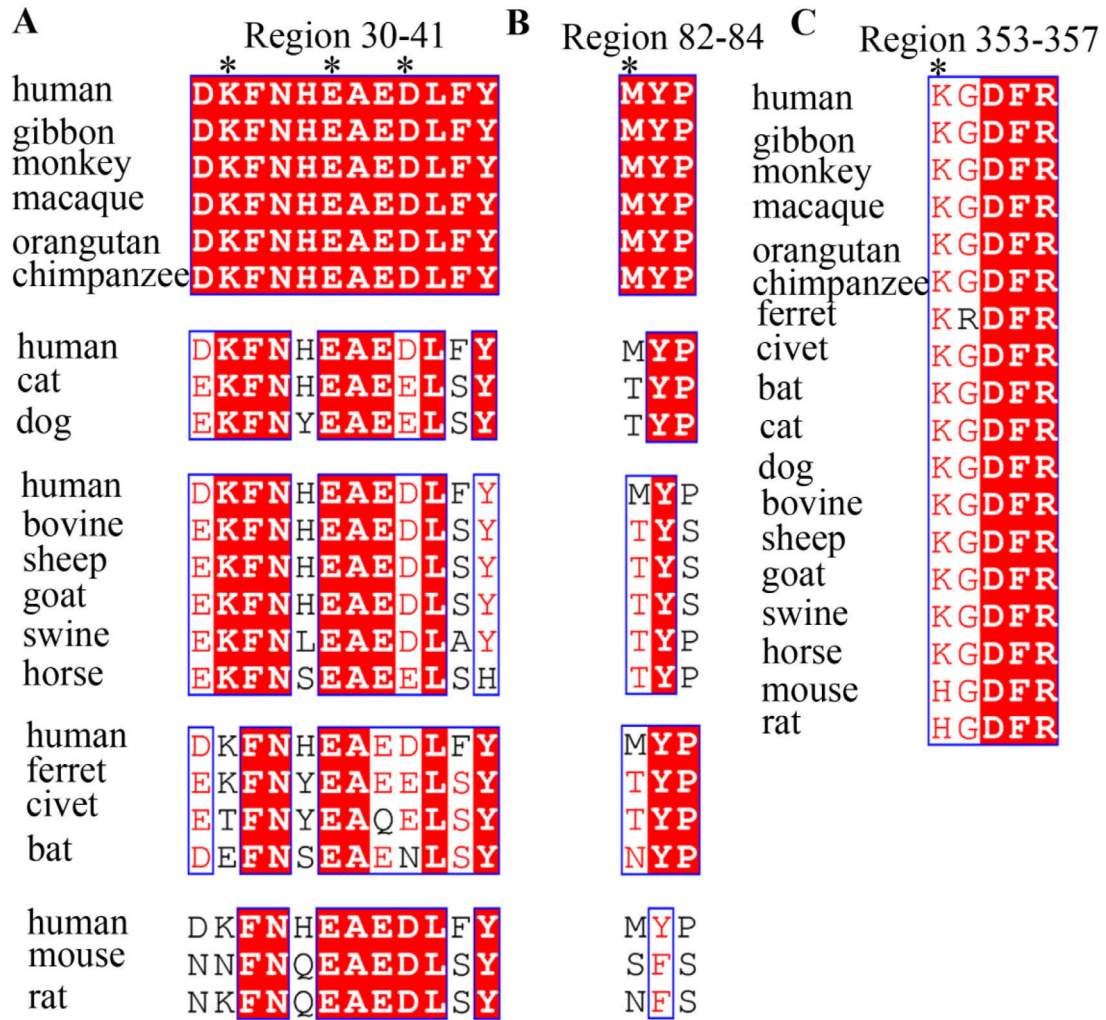 A B C
Region 30-41 Region 82-84 Region 353-357
* * * * *
human DKFNHEAEDLFY MYP
gibbon DKFNHEAEDLFY MYP
monkey DKFNHEAEDLFY MYP
macaque DKFNHEAEDLFY MYP
orangutan DKFNHEAEDLFY MYP
chimpanzee DKFNHEAEDLFY MYP
human DKFNHEAEDLFY MYP
cat EKFNHEAEELSY TYP
dog EKFNYEAEELSY TYP
human DKFNHEAEDLFY MYP
bovine EKFNHEAEDLSY TYS
sheep EKFNHEAEDLSY TYS
goat EKFNHEAEDLSY TYS
swine EKFNLEAEDLAY TYP
horse EKFNSEAEELSH TYP
human DKFNHEAEDLFY MYP
ferret EKFNYEAEELSY TYP
civet ETFNYEAQELSY TYP
bat DEFNSEAENLSY NYP
human DKFNHEAEDLFY MYP
mouse NNFNQEAEDLSY SFS
rat NKFNQEAEDLSY NFS
human KGDFR
gibbon KGDFR
monkey KGDFR
macaque KGDFR
orangutan KGDFR
chimpanzee KGDFR
ferret KRDFR
civet KGDFR
bat KGDFR
cat KGDFR
dog KGDFR
bovine KGDFR
sheep KGDFR
goat KGDFR
swine KGDFR
horse KGDFR
mouse HGDFR
rat HGDFR